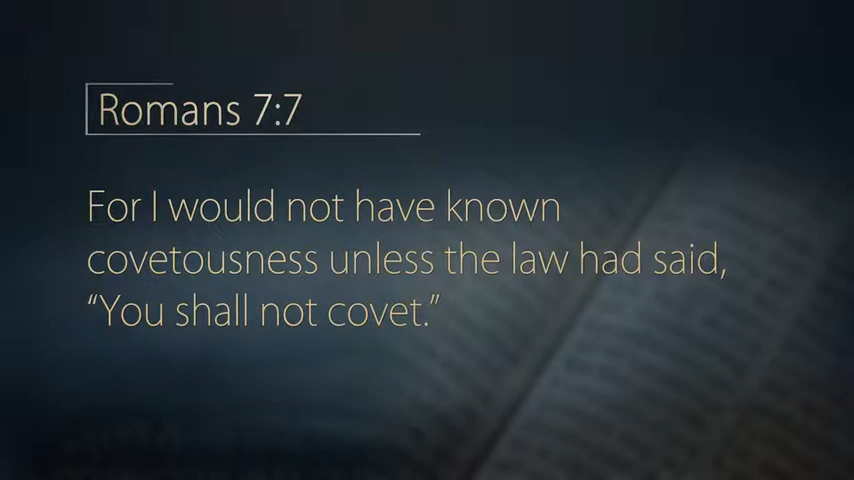 Romans 7:7
For I would not have known
covetousness unless the law had said,
“You shall not covet.”